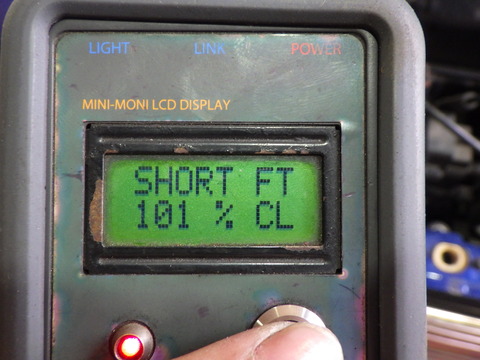 LIGHT LINK POWER
MINI-MONI LCD DISPLAY
SHORT FT
101 % CL